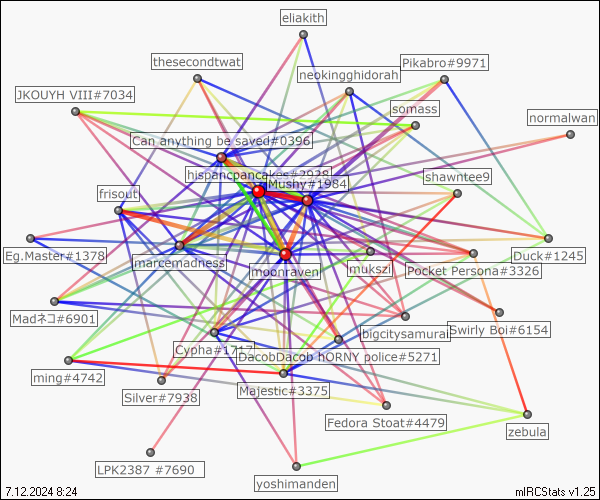 eliakith
thesecondtwat
Pikabro#9971
neokingghidorah
JKOUYH VIII#7034
somass
normalwan
Can anything be saved#0396
hispancpancakes#2928
Mushy#1984
shawntee9
frisout
Eg.Master#1378
marcemadness
moonraven
mukszii
Pocket Persona#3326
Duck#1245
Madネコ#6901
bigcitysamurai
Swirly Boi#6154
Cypha#1717
DacobDacob hORNY police#5271
ming#4742
Majestic#3375
Silver#7938
Fedora Stoat#4479
zebula
LPK2387 #7690
yoshimanden
7.12.2024 8:24
mIRCStats v1.25